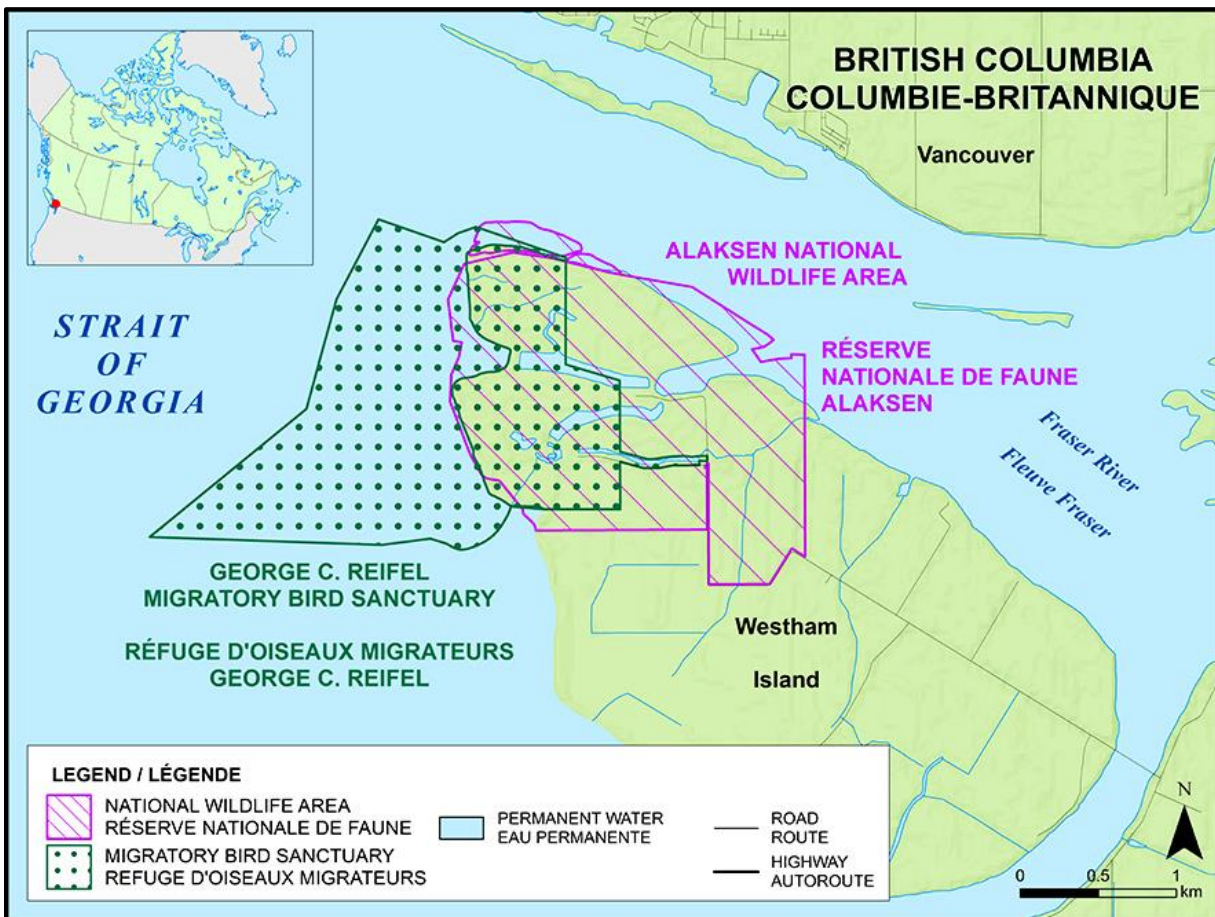 BRITISH COLUMBIA
COLUMBIE-BRITANNIQUE
Vancouver
ALAKSEN NATIONAL
WILDLIFE AREA
RÉSERVE
NATIONALE DE FAUNE
ALAKSEN
STRAIT
OF
GEORGIA
Fraser River
Fleuve Fraser
GEORGE C. REIFEL
MIGRATORY BIRD SANCTUARY
RÉFUGE D'OISEAUX MIGRATEURS
GEORGE C. REIFEL
Westham
Island
LEGEND / LÉGENDE
NATIONAL WILDLIFE AREA
RÉSERVE NATIONALE DE FAUNE
MIGRATORY BIRD SANCTUARY
REFUGE D'OISEAUX MIGRATEURS
PERMANENT WATER
EAU PERMANENTE
ROAD
ROUTE
HIGHWAY
AUTOROUTE
N
0 0.5 1
km